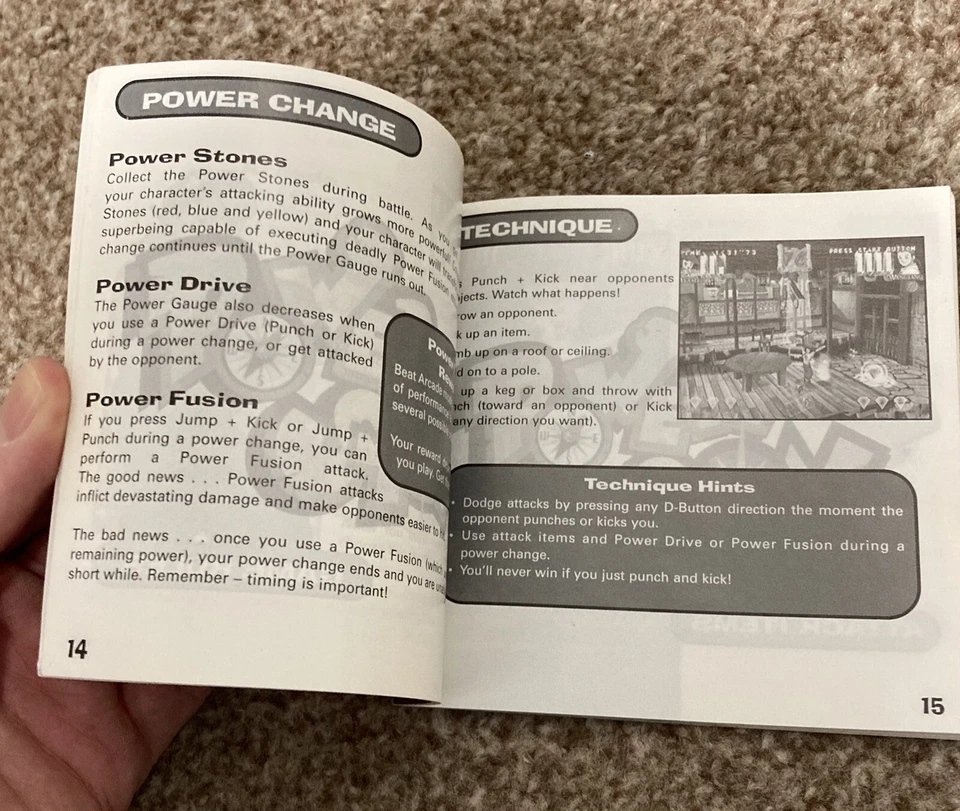 POWER CHANGE
Power Stones
Collect the Power Stones during battle. As you
your character's attacking ability grows more powerful.
Stones (red, blue and yellow) and your character will
superbeing capable of executing deadly Power Fusion
change continues until the Power Gauge runs out.
Power Drive
The Power Gauge also decreases when
you use a Power Drive (Punch or Kick)
during a power change, or get attacked
by the opponent.
Power Fusion
If you press Jump + Kick or Jump +
Punch during a power change, you can
perform a Power Fusion attack.
The good news . . . Power Fusion attacks
inflict devastating damage and make opponents easier to
The bad news . . . once you use a Power Fusion (which
remaining power), your power change ends and you are
short while. Remember – timing is important!
Beat Arcade
of performance
several
Your reward
you play. Get
14
TECHNIQUE
Punch + Kick near opponents
Watch what happens!
an opponent.
up an item.
up on a roof or ceiling.
on to a pole.
up a keg or box and throw with
(toward an opponent) or Kick
any direction you want).
PRESS START BUTTON
Technique Hints
• Dodge attacks by pressing any D-Button direction the moment the
opponent punches or kicks you.
• Use attack items and Power Drive or Power Fusion during a
power change.
• You'll never win if you just punch and kick!
15